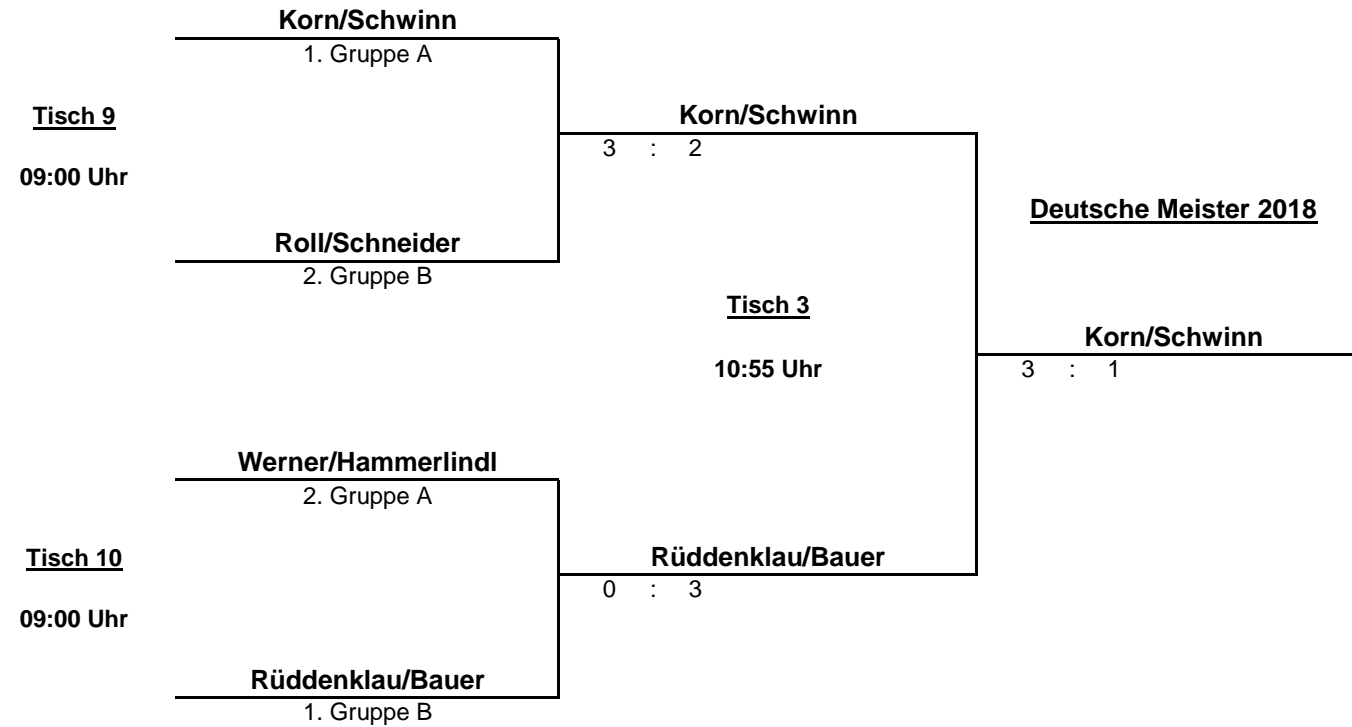 Korn/Schwinn
1. Gruppe A
Tisch 9
Korn/Schwinn
3 : 2
09:00 Uhr
Deutsche Meister 2018
Roll/Schneider
2. Gruppe B
Tisch 3
Korn/Schwinn
10:55 Uhr
3 : 1
Werner/Hammerlindl
2. Gruppe A
Tisch 10
Rüddenklau/Bauer
0 : 3
09:00 Uhr
Rüddenklau/Bauer
1. Gruppe B